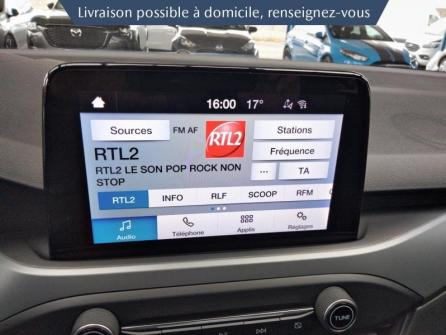 Livraison possible à domicile, renseignez-vous
16:00 17°
Sources FM AF RTL2 Stations
Fréquence
RTL2
RTL2 LE SON POP ROCK NON
STOP
... TA
RTL2 INFO RLF SCOOP RFM
Audio Téléphone Applis Réglages
TUNE